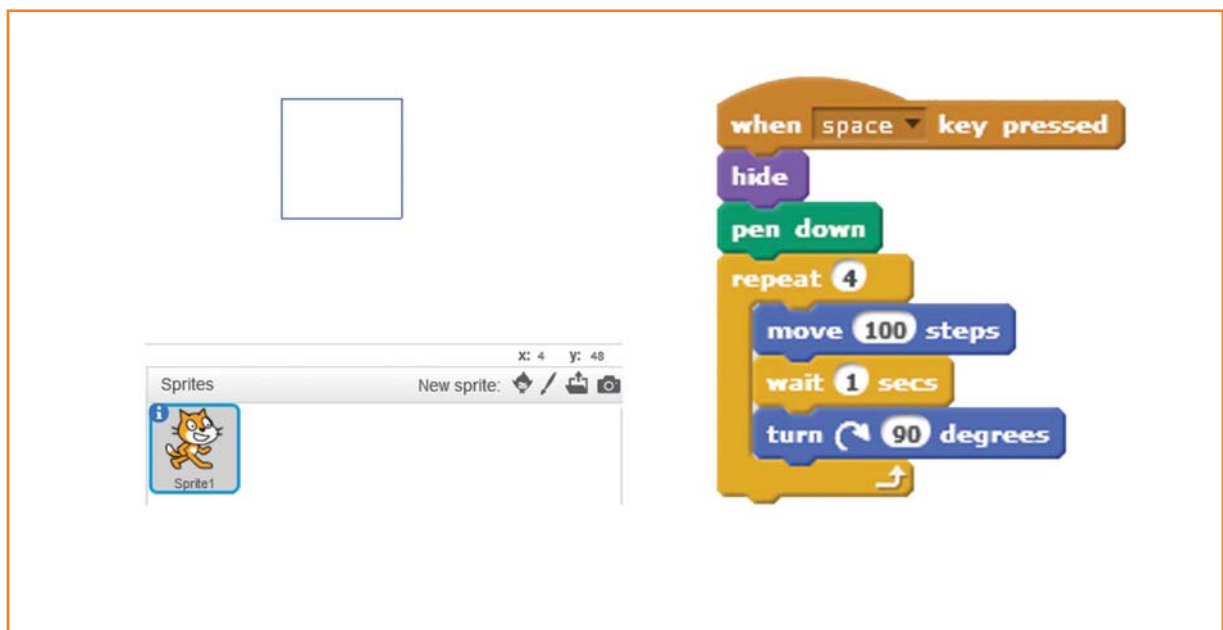 x: 4 y: 48
Sprites New sprite:
i
Sprite1
when space key pressed
hide
pen down
repeat 4
move 100 steps
wait 1 secs
turn 90 degrees